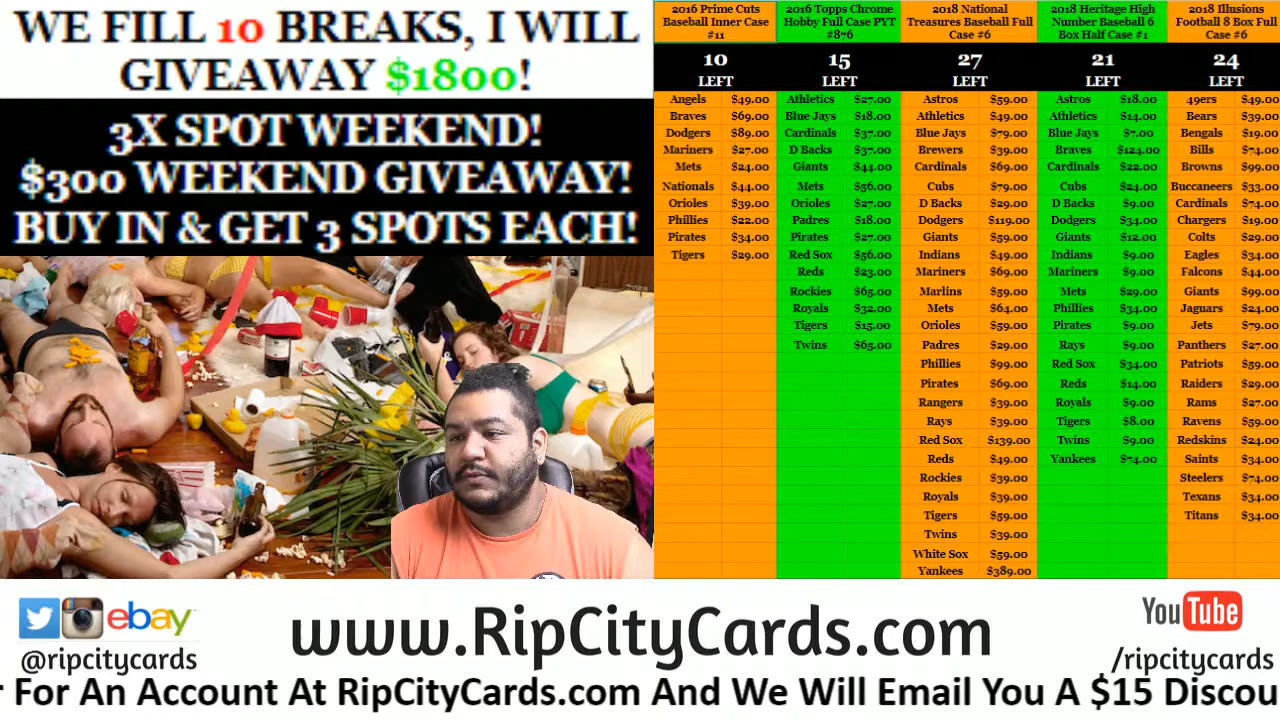 WE FILL 10 BREAKS, I WILL
GIVEAWAY $1800!
3X SPOT WEEKEND!
$300 WEEKEND GIVEAWAY!
BUY IN & GET 3 SPOTS EACH!
2016 Prime Cuts
Baseball Inner Case
#11
10
LEFT
Angels $49.00
Braves $69.00
Dodgers $89.00
Mariners $27.00
Mets $24.00
Nationals $44.00
Orioles $39.00
Phillies $22.00
Pirates $34.00
Tigers $29.00
2016 Topps Chrome
Hobby Full Case PYT
#876
15
LEFT
Athletics $27.00
Blue Jays $18.00
Cardinals $37.00
D Backs $37.00
Giants $44.00
Mets $56.00
Orioles $27.00
Padres $18.00
Pirates $27.00
Red Sox $56.00
Reds $23.00
Rockies $65.00
Royals $32.00
Tigers $15.00
Twins $65.00
2018 National
Treasures Baseball Full
Case #6
27
LEFT
Astros $59.00
Athletics $49.00
Blue Jays $79.00
Brewers $39.00
Cardinals $69.00
Cubs $79.00
D Backs $29.00
Dodgers $119.00
Giants $59.00
Indians $49.00
Mariners $69.00
Marlins $59.00
Mets $64.00
Orioles $59.00
Padres $29.00
Phillies $99.00
Pirates $69.00
Rangers $39.00
Rays $39.00
Red Sox $139.00
Reds $49.00
Rockies $39.00
Royals $39.00
Tigers $59.00
Twins $39.00
White Sox $59.00
Yankees $389.00
2018 Heritage High
Number Baseball 6
Box Half Case #1
21
LEFT
Astros $18.00
Athletics $14.00
Blue Jays $7.00
Braves $124.00
Cardinals $22.00
Cubs $24.00
D Backs $9.00
Dodgers $34.00
Giants $12.00
Indians $9.00
Mariners $9.00
Mets $29.00
Phillies $34.00
Pirates $9.00
Rays $9.00
Red Sox $34.00
Reds $14.00
Royals $9.00
Tigers $8.00
Twins $9.00
Yankees $74.00
2018 Illusions
Football 8 Box Full
Case #6
24
LEFT
49ers $49.00
Bears $39.00
Bengals $19.00
Bills $74.00
Browns $99.00
Buccaneers $33.00
Cardinals $74.00
Chargers $19.00
Colts $29.00
Eagles $34.00
Falcons $44.00
Giants $99.00
Jaguars $24.00
Jets $79.00
Panthers $27.00
Patriots $59.00
Raiders $29.00
Rams $27.00
Ravens $59.00
Redskins $24.00
Saints $34.00
Steelers $74.00
Texans $34.00
Titans $34.00
ebay
@ripcitycards
www.RipCityCards.com
YouTube
/ripcitycards
r For An Account At RipCityCards.com And We Will Email You A $15 Discou